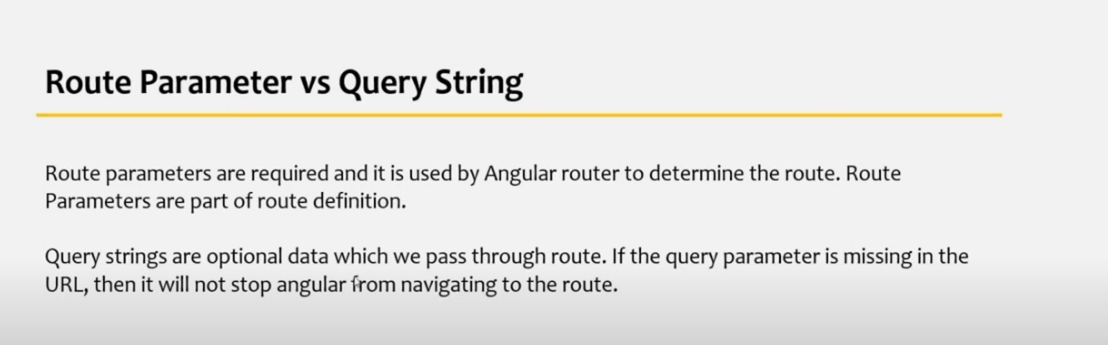 Route Parameter vs Query String
Route parameters are required and it is used by Angular router to determine the route. Route
Parameters are part of route definition.
Query strings are optional data which we pass through route. If the query parameter is missing in the
URL, then it will not stop angular from navigating to the route.